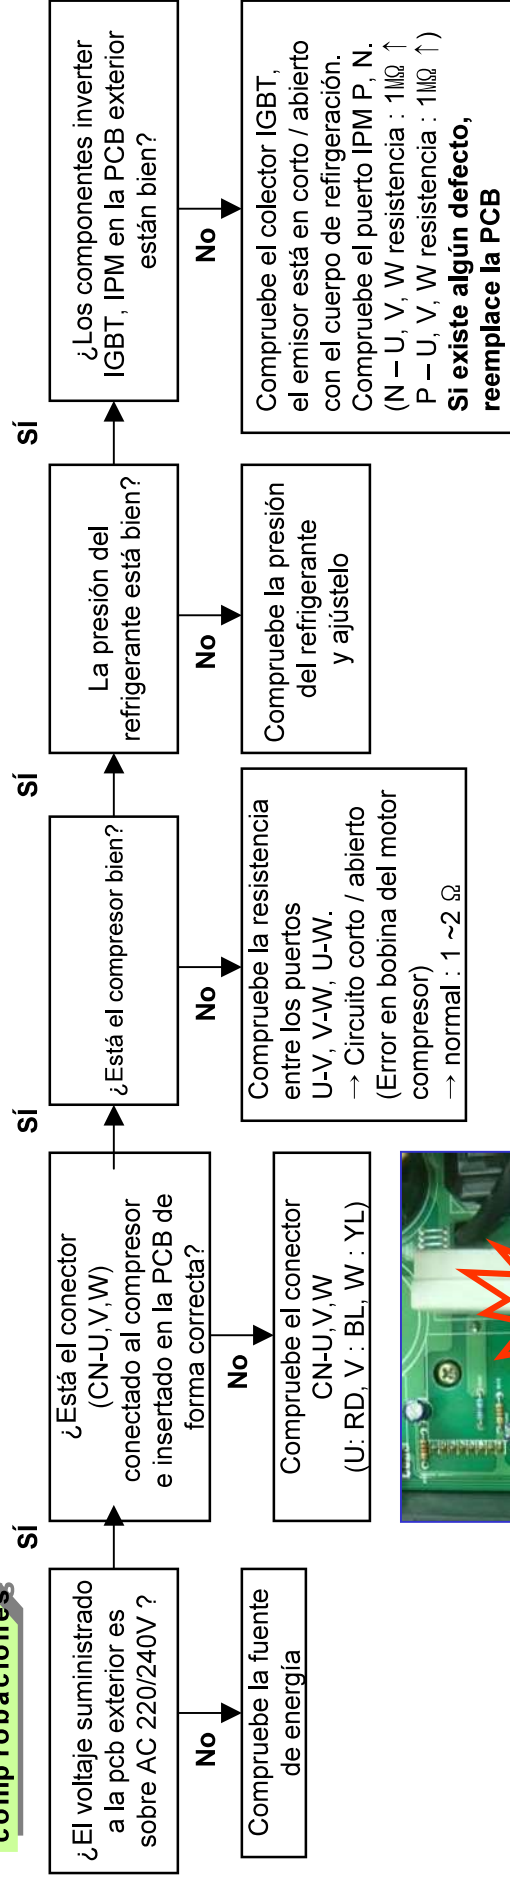 comprobaciones
¿El voltaje suministrado
a la pcb exterior es
sobre AC 220/240V ?
No
Compruebe la fuente
de energía
SÍ
¿Está el conector
(CN-U,V,W)
conectado al compresor
e insertado en la PCB de
forma correcta?
No
Compruebe el conector
CN-U,V,W
(U: RD, V : BL, W : YL)
SÍ
¿Está el compresor bien?
No
Compruebe la resistencia
entre los puertos
U-V, V-W, U-W.
→ Circuito corto / abierto
(Error en bobina del motor
compresor)
→ normal : 1 ~2 Ω
SÍ
La presión del
refrigerante está bien?
No
Compruebe la presión
del refrigerante
y ajústelo
SÍ
¿Los componentes inverter
IGBT, IPM en la PCB exterior
están bien?
No
Compruebe el colector IGBT,
el emisor está en corto / abierto
con el cuerpo de refirgeración.
Compruebe el puerto IPM P, N.
(N – U, V, W resistencia : 1MΩ ↑
P – U, V, W resistencia : 1MΩ ↑)
Si existe algún defecto,
reemplace la PCB